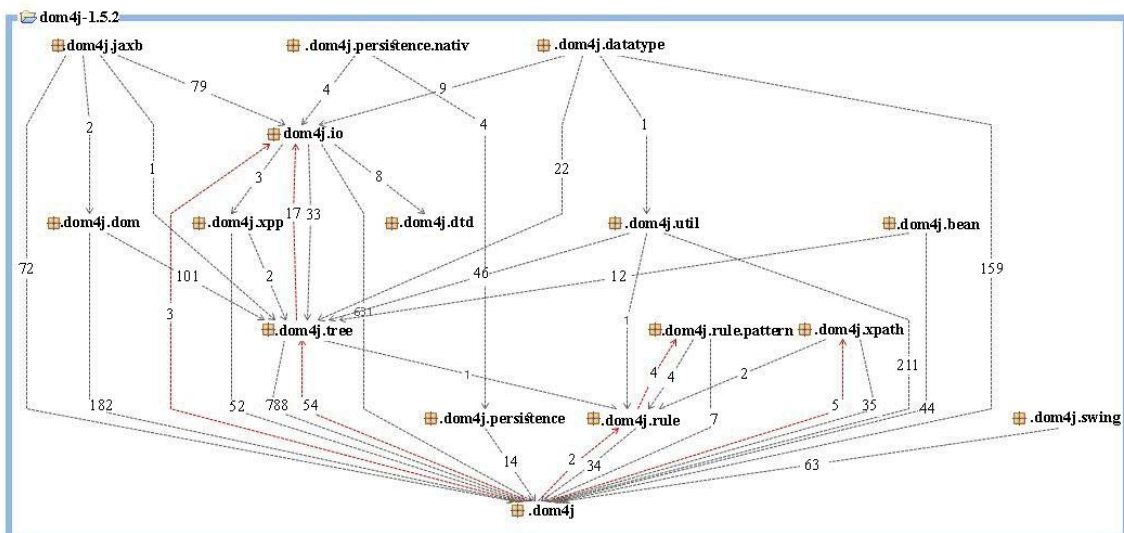 dom4j-1.5.2
.dom4j.jaxb .dom4j.persistence.nativ .dom4j.datatype
79 4 9
2 4 1
dom4j.io
1 3 8 22
17 33
.dom4j.dom .dom4j.xpp .dom4j.dtd .dom4j.util .dom4j.bean
72 101 2 46 12 159
3 631 1
.dom4j.tree .dom4j.rule.pattern .dom4j.xpath
211
1 4 4 2
182 52 788 54 5 35 44
.dom4j.persistence .dom4j.rule 7 .dom4j.swing
14 2 34 63
.dom4j